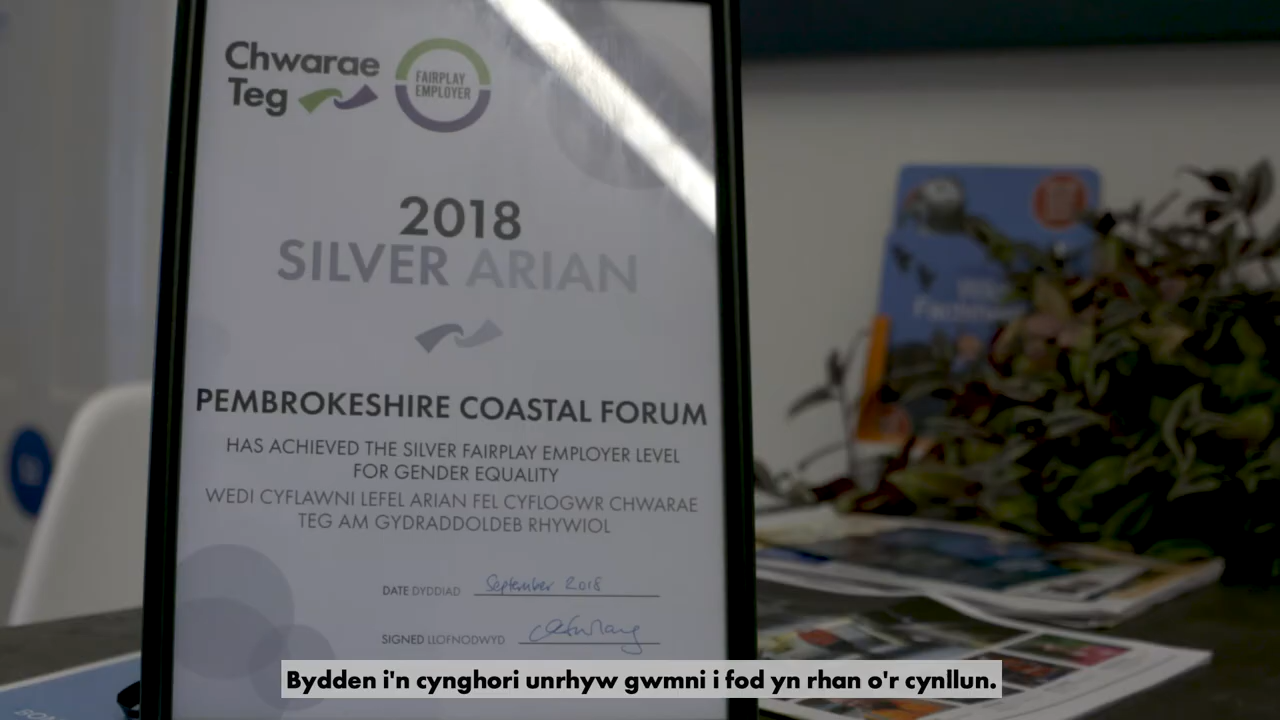 Chwarae
Teg
FAIRPLAY
EMPLOYER
2018
SILVER ARIAN
PEMBROKESHIRE COASTAL FORUM
HAS ACHIEVED THE SILVER FAIRPLAY EMPLOYER LEVEL
FOR GENDER EQUALITY
WEDI CYFLAWNI LEFEL ARIAN FEL CYFLOGWR CHWARAE
TEG AM GYDRADDOLDEB RHYWIOL
DATE DYDDIAD September 2018
SIGNED LLOFNODWYD
Bydden i'n cynghori unrhyw gwmni i fod yn rhan o'r cynllun.